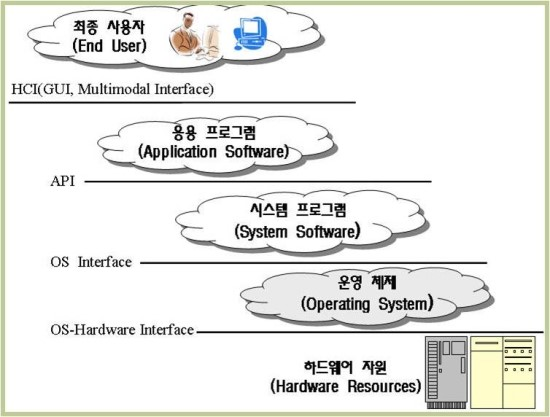 최종 사용자
(End User)
HCI(GUI, Multimodal Interface)
응용 프로그램
(Application Software)
API
시스템 프로그램
(System Software)
OS Interface
운영 체제
(Operating System)
OS-Hardware Interface
하드웨어 자원
(Hardware Resources)